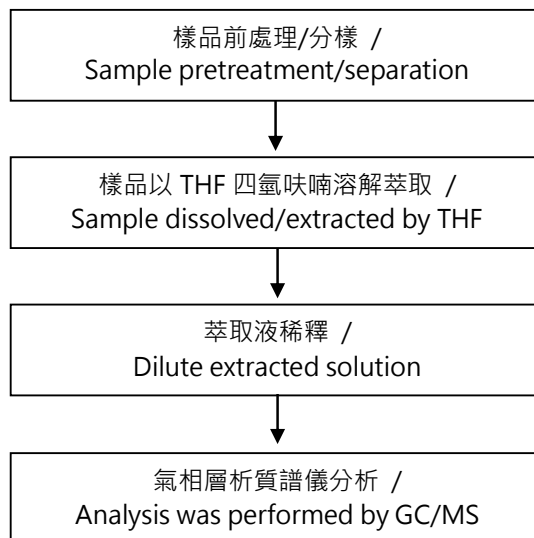 樣品前處理/分樣 /
Sample pretreatment/separation
樣品以 THF 四氫呋喃溶解萃取 /
Sample dissolved/extracted by THF
萃取液稀釋 /
Dilute extracted solution
氣相層析質譜儀分析 /
Analysis was performed by GC/MS